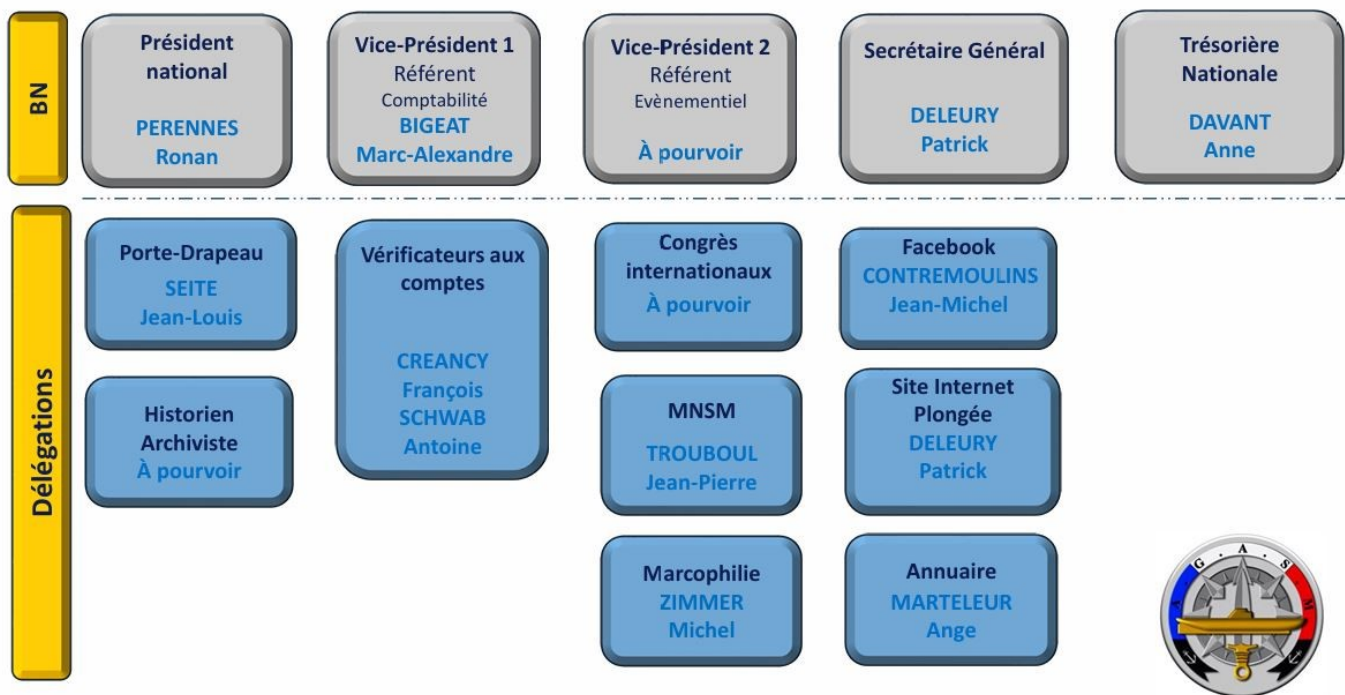 BN
Président
national
PERENNES
Ronan
Vice-Président 1
Référent
Comptabilité
BIGEAT
Marc-Alexandre
Vice-Président 2
Référent
Evènementiel
À pourvoir
Secrétaire Général
DELEURY
Patrick
Trésorière
Nationale
DAVANT
Anne
Délégations
Porte-Drapeau
SEITE
Jean-Louis
Historien
Archiviste
À pourvoir
Vérificateurs aux
comptes
CREANCY
François
SCHWAB
Antoine
Congrès
internationaux
À pourvoir
MNSM
TROUBOUL
Jean-Pierre
Marcophilie
ZIMMER
Michel
Facebook
CONTREMOULINS
Jean-Michel
Site Internet
Plongée
DELEURY
Patrick
Annuaire
MARTELEUR
Ange
A.G.A.S.M